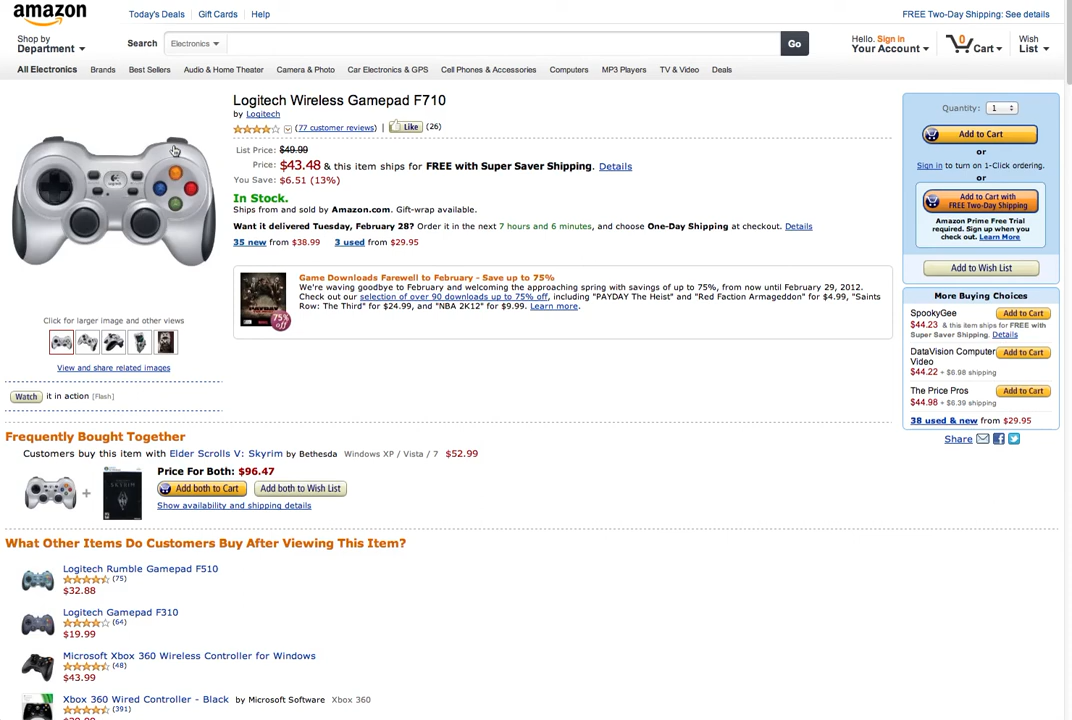 amazon
Today's Deals Gift Cards Help
FREE Two-Day Shipping: See details
Shop by
Department
Search Electronics Go
Hello. Sign in
Your Account
0 Cart
Wish
List
All Electronics Brands Best Sellers Audio & Home Theater Camera & Photo Car Electronics & GPS Cell Phones & Accessories Computers MP3 Players TV & Video Deals
Logitech Wireless Gamepad F710
by Logitech
(77 customer reviews) | Like (26)
List Price: $49.99
Price: $43.48 & this item ships for FREE with Super Saver Shipping. Details
You Save: $6.51 (13%)
In Stock.
Ships from and sold by Amazon.com. Gift-wrap available.
Want it delivered Tuesday, February 28? Order it in the next 7 hours and 6 minutes, and choose One-Day Shipping at checkout. Details
35 new from $38.99 3 used from $29.95
Game Downloads Farewell to February - Save up to 75%
We're waving goodbye to February and welcoming the approaching spring with savings of up to 75%, from now until February 29, 2012.
Check out our selection of over 90 downloads up to 75% off, including "PAYDAY The Heist" and "Red Faction Armageddon" for $4.99, "Saints
Row: The Third" for $24.99, and "NBA 2K12" for $9.99. Learn more.
75%
off
Click for larger image and other views
View and share related images
Watch it in action [Flash]
Quantity: 1
Add to Cart
or
Sign in to turn on 1-Click ordering.
or
Add to Cart with
FREE Two-Day Shipping
Amazon Prime Free Trial
required. Sign up when you
check out. Learn More
Add to Wish List
More Buying Choices
SpookyGee Add to Cart
$44.23 & this item ships for FREE with
Super Saver Shipping. Details
DataVision Computer Add to Cart
Video
$44.22 + $6.98 shipping
The Price Pros Add to Cart
$44.98 + $6.39 shipping
38 used & new from $29.95
Share
Frequently Bought Together
Customers buy this item with Elder Scrolls V: Skyrim by Bethesda Windows XP / Vista / 7 $52.99
Price For Both: $96.47
Add both to Cart Add both to Wish List
Show availability and shipping details
+
SKYRIM
What Other Items Do Customers Buy After Viewing This Item?
Logitech Rumble Gamepad F510
(75)
$32.88
Logitech Gamepad F310
(64)
$19.99
Microsoft Xbox 360 Wireless Controller for Windows
(48)
$43.99
Xbox 360 Wired Controller - Black by Microsoft Software Xbox 360
(391)